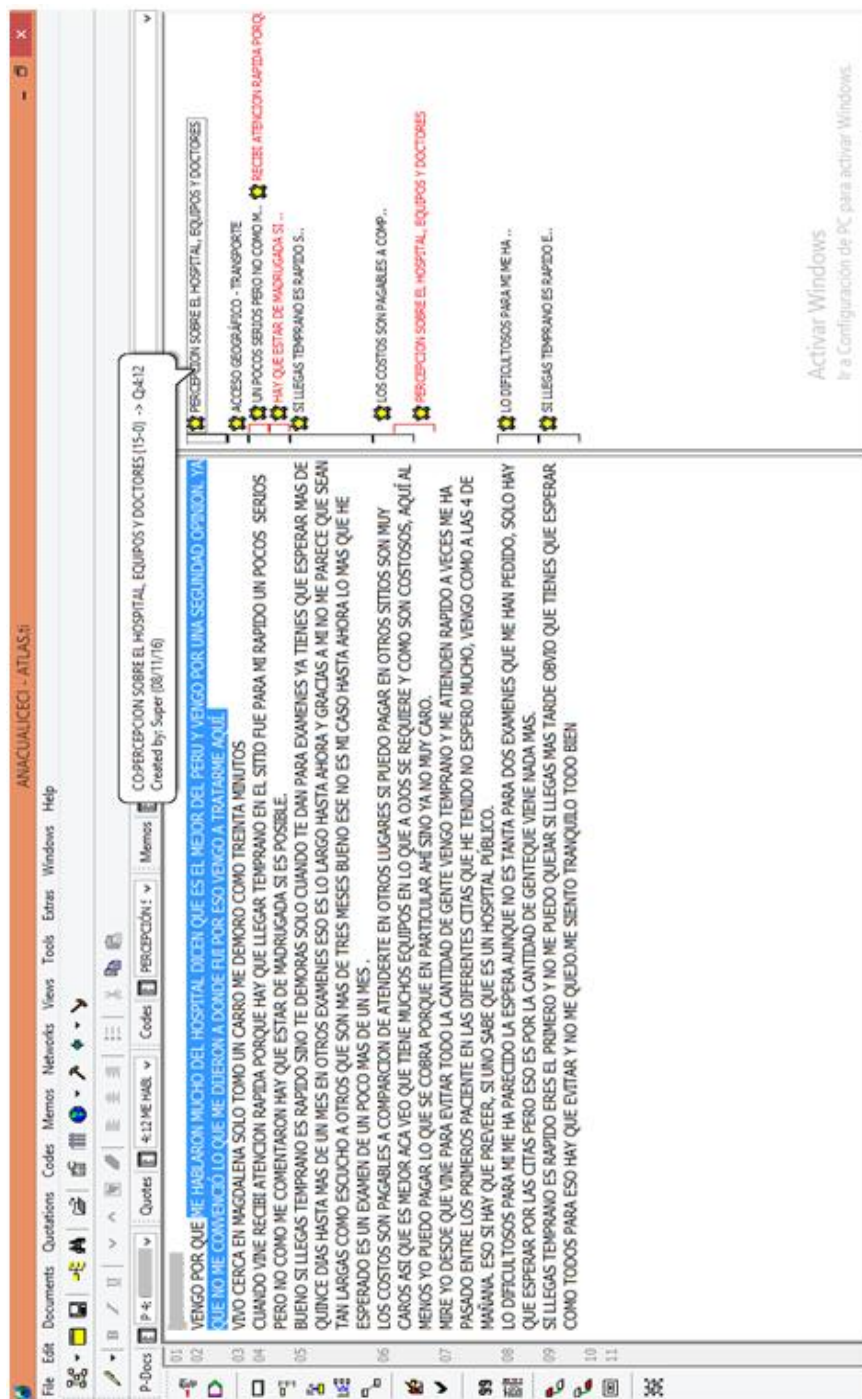 ANACUALICECI - ATLAS.ti
File Edit Documents Quotations Codes Memos Networks Views Tools Extras Windows Help
P-Docs P 4: Quotes 4:12 ME HABL Codes PERCEPCIÓN S Memos
CO:PERCEPCION SOBRE EL HOSPITAL, EQUIPOS Y DOCTORES {15-0} -> Q:4:12
Created by: Super (08/11/16)
01
02 VENGO POR QUE ME HABLARON MUCHO DEL HOSPITAL DICEN QUE ES EL MEJOR DEL PERU Y VENGO POR UNA SEGUNDAD OPINION. YA
QUE NO ME CONVENCIÓ LO QUE ME DIJERON A DONDE FUI POR ESO VENGO A TRATARME AQUÍ.
03 VIVO CERCA EN MAGDALENA SOLO TOMO UN CARRO ME DEMORO COMO TREINTA MINUTOS
04 CUANDO VINE RECIBI ATENCION RAPIDA PORQUE HAY QUE LLEGAR TEMPRANO EN EL SITIO FUE PARA MI RAPIDO UN POCOS SERIOS
PERO NO COMO ME COMENTARON HAY QUE ESTAR DE MADRUGADA SI ES POSIBLE.
05 BUENO SI LLEGAS TEMPRANO ES RAPIDO SINO TE DEMORAS SOLO CUANDO TE DAN PARA EXAMENES YA TIENES QUE ESPERAR MAS DE
QUINCE DIAS HASTA MAS DE UN MES EN OTROS EXAMENES ESO ES LO LARGO HASTA AHORA Y GRACIAS A MI NO ME PARECE QUE SEAN
TAN LARGAS COMO ESCUCHO A OTROS QUE SON MAS DE TRES MESES BUENO ESE NO ES MI CASO HASTA AHORA LO MAS QUE HE
ESPERADO ES UN EXAMEN DE UN POCO MAS DE UN MES .
06 LOS COSTOS SON PAGABLES A COMPARCION DE ATENDERTE EN OTROS LUGARES SI PUEDO PAGAR EN OTROS SITIOS SON MUY
CAROS ASI QUE ES MEJOR ACA VEO QUE TIENE MUCHOS EQUIPOS EN LO QUE A OJOS SE REQUIERE Y COMO SON COSTOSOS, AQUÍ AL
MENOS YO PUEDO PAGAR LO QUE SE COBRA PORQUE EN PARTICULAR AHÍ SINO YA NO MUY CARO.
07 MIRE YO DESDE QUE VINE PARA EVITAR TODO LA CANTIDAD DE GENTE VENGO TEMPRANO Y ME ATIENDEN RAPIDO A VECES ME HA
PASADO ENTRE LOS PRIMEROS PACIENTE EN LAS DIFERENTES CITAS QUE HE TENIDO NO ESPERO MUCHO, VENGO COMO A LAS 4 DE
MAÑANA. ESO SI HAY QUE PREVEER, SI UNO SABE QUE ES UN HOSPITAL PÚBLICO.
08 LO DIFICULTOSOS PARA MI ME HA PARECIDO LA ESPERA AUNQUE NO ES TANTA PARA DOS EXAMENES QUE ME HAN PEDIDO, SOLO HAY
QUE ESPERAR POR LAS CITAS PERO ESO ES POR LA CANTIDAD DE GENTEQUE VIENE NADA MAS.
09 SI LLEGAS TEMPRANO ES RAPIDO ERES EL PRIMERO Y NO ME PUEDO QUEJAR SI LLEGAS MAS TARDE OBVIO QUE TIENES QUE ESPERAR
COMO TODOS PARA ESO HAY QUE EVITAR Y NO ME QUEJO.ME SIENTO TRANQUILO TODO BIEN
10
11
PERCEPCION SOBRE EL HOSPITAL, EQUIPOS Y DOCTORES
ACCESO GEOGRÁFICO - TRANSPORTE
UN POCOS SERIOS PERO NO COMO M.. RECIBI ATENCION RAPIDA PORQU
HAY QUE ESTAR DE MADRUGADA SI ..
SI LLEGAS TEMPRANO ES RAPIDO S..
LOS COSTOS SON PAGABLES A COMP..
PERCEPCION SOBRE EL HOSPITAL, EQUIPOS Y DOCTORES
LO DIFICULTOSOS PARA MI ME HA ..
SI LLEGAS TEMPRANO ES RAPIDO E..
Activar Windows
Ir a Configuración de PC para activar Windows.